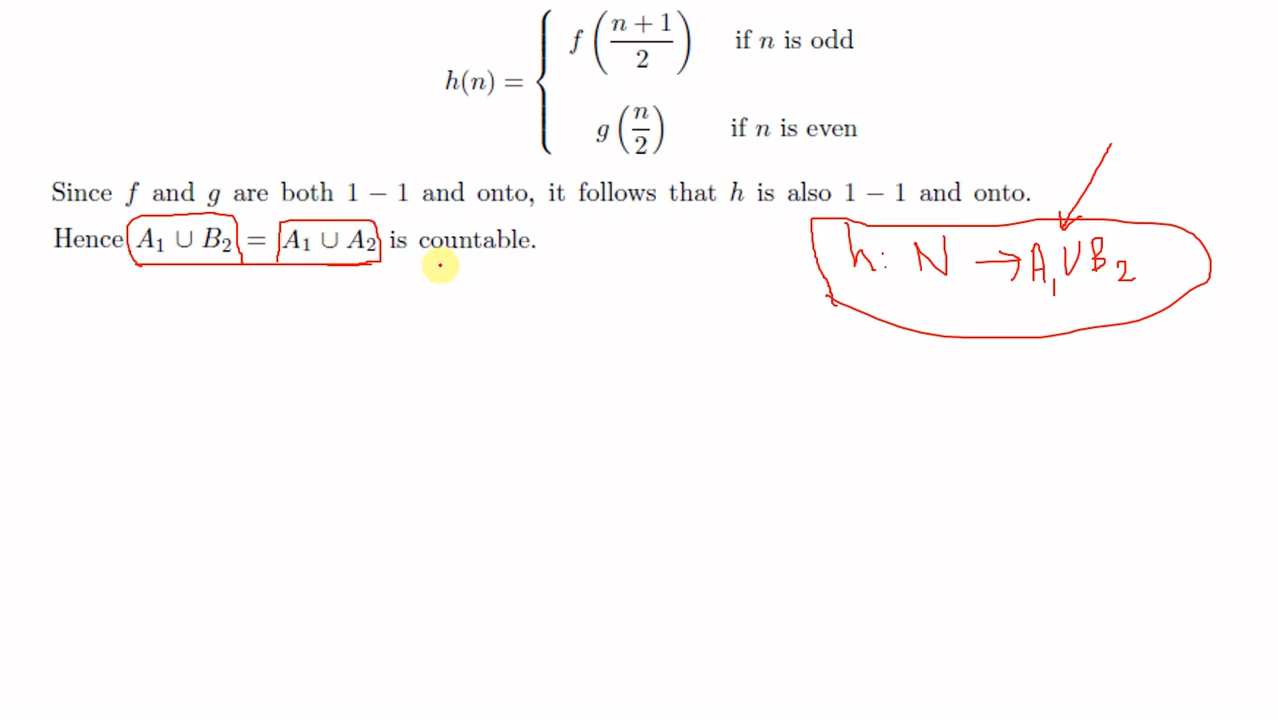 h(n) = { f((n + 1)/2) if n is odd
g(n/2) if n is even
Since f and g are both 1 − 1 and onto, it follows that h is also 1 − 1 and onto.
Hence A₁ ∪ B₂ = A₁ ∪ A₂ is countable.
h: N → A₁ ∪ B₂